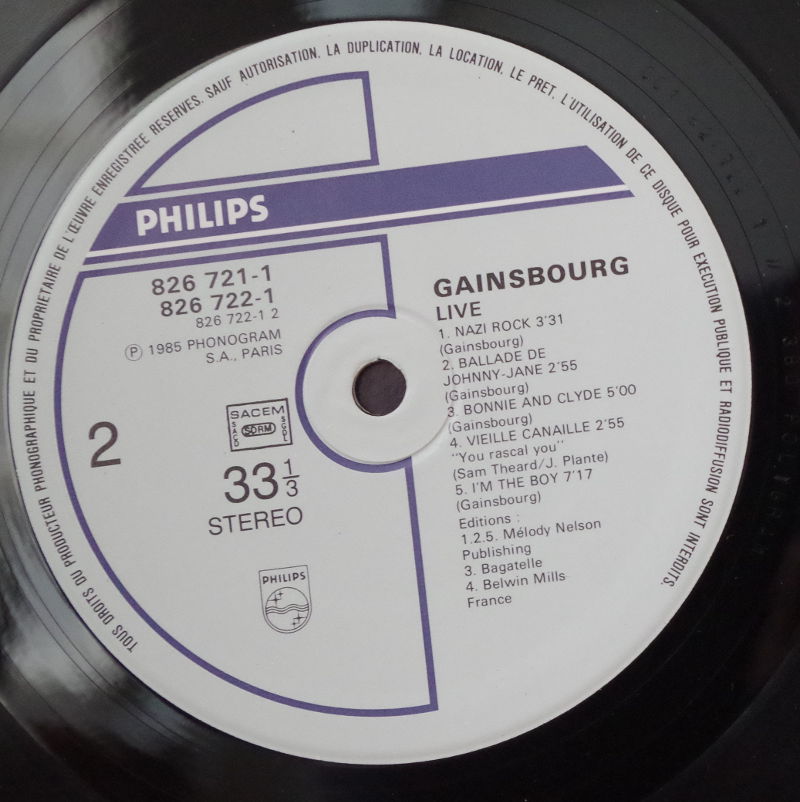 TOUS DROITS DU PRODUCTEUR PHONOGRAPHIQUE ET DU PROPRIETAIRE DE L'ŒUVRE ENREGISTREE RESERVES. SAUF AUTORISATION, LA DUPLICATION, LA LOCATION, LE PRET, L'UTILISATION DE CE DISQUE POUR EXECUTION PUBLIQUE ET RADIODIFFUSION SONT INTERDITS.
PHILIPS
826 721-1
826 722-1
826 722-1 2
Ⓟ 1985 PHONOGRAM
S.A., PARIS
2
SACEM
SACD SDRM SGDL
33 1/3
STEREO
PHILIPS
GAINSBOURG
LIVE
1. NAZI ROCK 3'31
(Gainsbourg)
2. BALLADE DE
JOHNNY-JANE 2'55
(Gainsbourg)
3. BONNIE AND CLYDE 5'00
(Gainsbourg)
4. VIEILLE CANAILLE 2'55
"You rascal you"
(Sam Theard/J. Plante)
5. I'M THE BOY 7'17
(Gainsbourg)
Editions :
1.2.5. Mélody Nelson
Publishing
3. Bagatelle
4. Belwin Mills
France